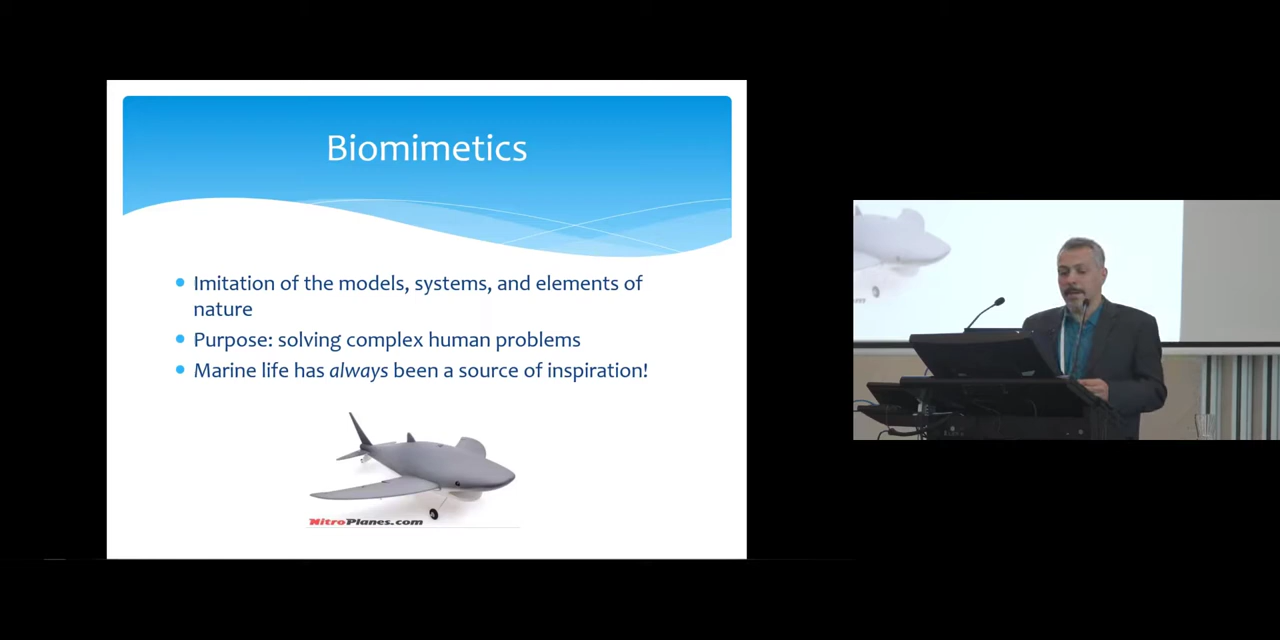 Biomimetics
Imitation of the models, systems, and elements of
nature
Purpose: solving complex human problems
Marine life has always been a source of inspiration!
NitroPlanes.com